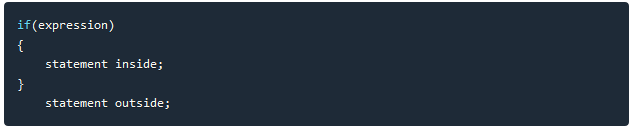 if(expression)
{
    statement inside;
}
    statement outside;